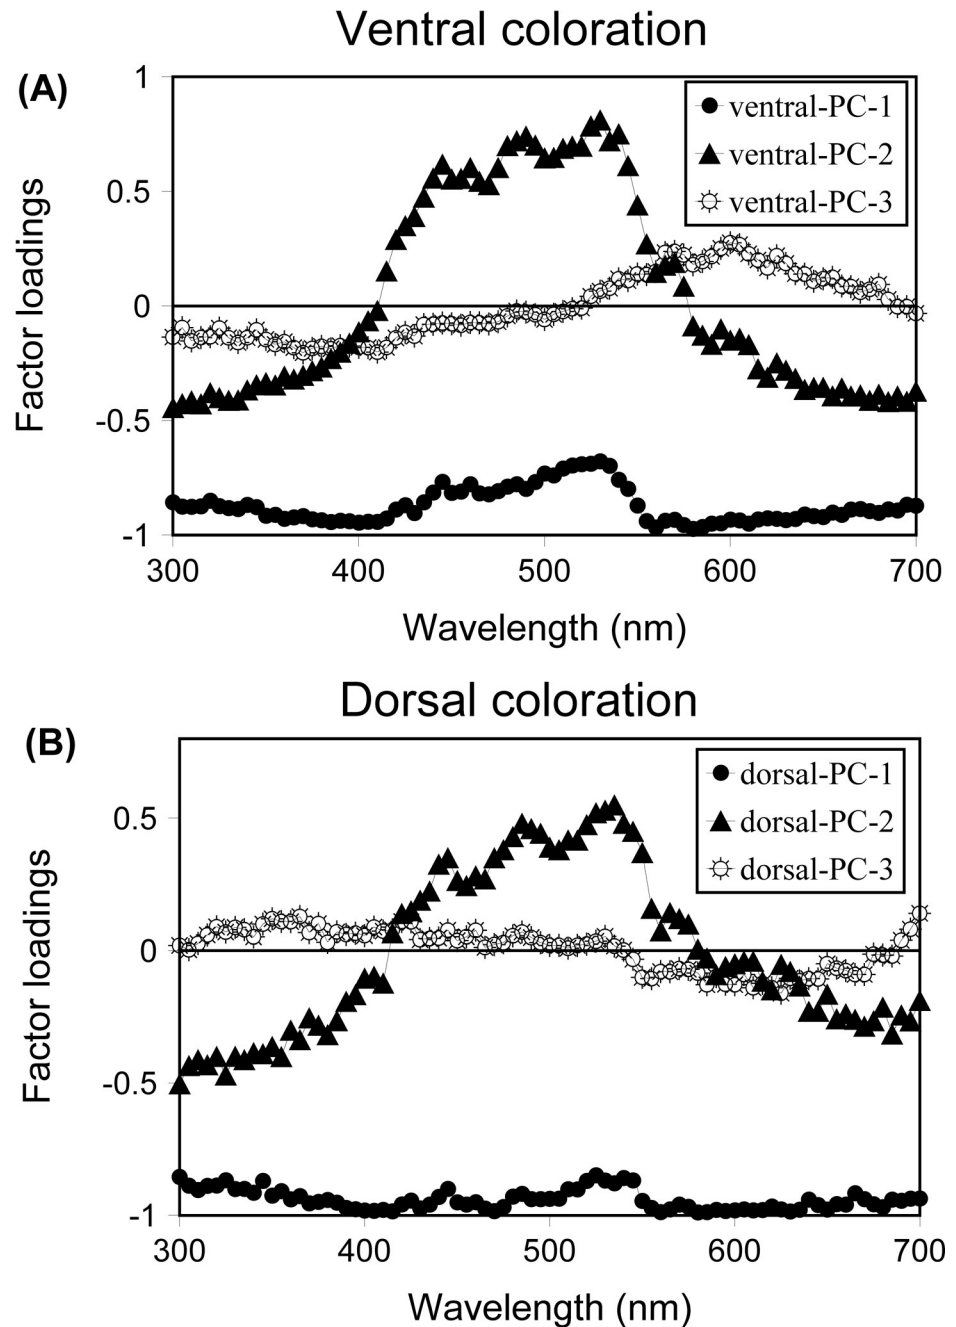 Ventral coloration
(A)
1
0.5
0
-0.5
-1
Factor loadings
ventral-PC-1
ventral-PC-2
ventral-PC-3
300 400 500 600 700
Wavelength (nm)
Dorsal coloration
(B)
0.5
0
-0.5
-1
Factor loadings
dorsal-PC-1
dorsal-PC-2
dorsal-PC-3
300 400 500 600 700
Wavelength (nm)